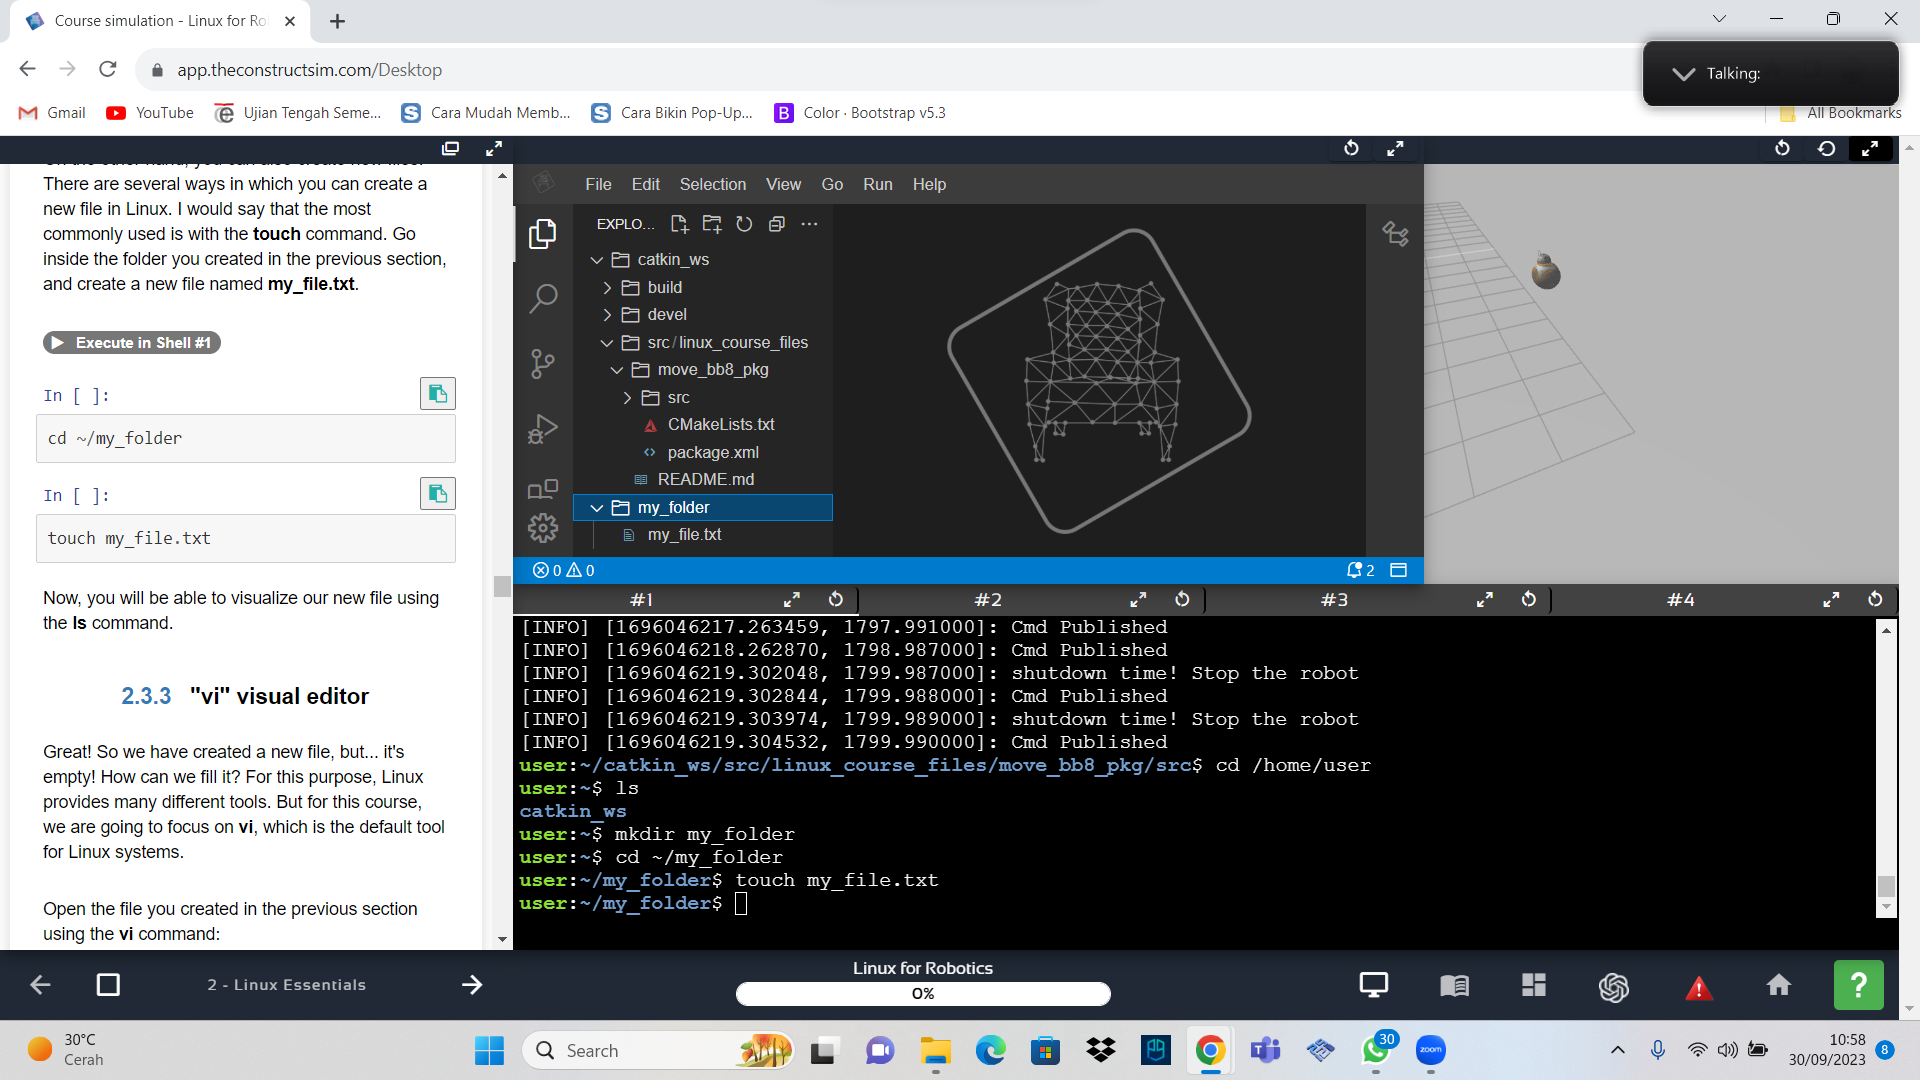 Course simulation - Linux for Ro
app.theconstructsim.com/Desktop
Talking:
Gmail
YouTube
Ujian Tengah Seme...
Cara Mudah Memb...
Cara Bikin Pop-Up...
Color · Bootstrap v5.3
All Bookmarks
There are several ways in which you can create a
new file in Linux. I would say that the most
commonly used is with the touch command. Go
inside the folder you created in the previous section,
and create a new file named my_file.txt.
Execute in Shell #1
In [ ]:
cd ~/my_folder
In [ ]:
touch my_file.txt
Now, you will be able to visualize our new file using
the ls command.
2.3.3 "vi" visual editor
Great! So we have created a new file, but... it's
empty! How can we fill it? For this purpose, Linux
provides many different tools. But for this course,
we are going to focus on vi, which is the default tool
for Linux systems.
Open the file you created in the previous section
using the vi command:
File Edit Selection View Go Run Help
EXPLO...
catkin_ws
build
devel
src/linux_course_files
move_bb8_pkg
src
CMakeLists.txt
package.xml
README.md
my_folder
my_file.txt
0 0
2
#1
#2
#3
#4
[INFO] [1696046217.263459, 1797.991000]: Cmd Published
[INFO] [1696046218.262870, 1798.987000]: Cmd Published
[INFO] [1696046219.302048, 1799.987000]: shutdown time! Stop the robot
[INFO] [1696046219.302844, 1799.988000]: Cmd Published
[INFO] [1696046219.303974, 1799.989000]: shutdown time! Stop the robot
[INFO] [1696046219.304532, 1799.990000]: Cmd Published
user:~/catkin_ws/src/linux_course_files/move_bb8_pkg/src$ cd /home/user
user:~$ ls
catkin_ws
user:~$ mkdir my_folder
user:~$ cd ~/my_folder
user:~/my_folder$ touch my_file.txt
user:~/my_folder$
2 - Linux Essentials
Linux for Robotics
0%
?
30°C
Cerah
Search
30
zoom
10:58
30/09/2023
8